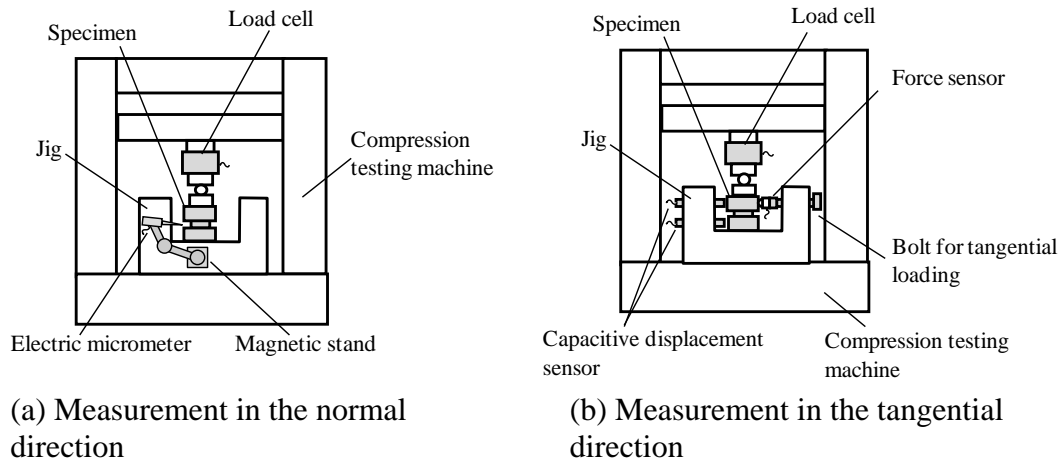 Load cell
Specimen
Jig
Compression
testing machine
Electric micrometer
Magnetic stand
(a) Measurement in the normal
direction
Load cell
Specimen
Force sensor
Jig
Bolt for tangential
loading
Capacitive displacement
sensor
Compression testing
machine
(b) Measurement in the tangential
direction